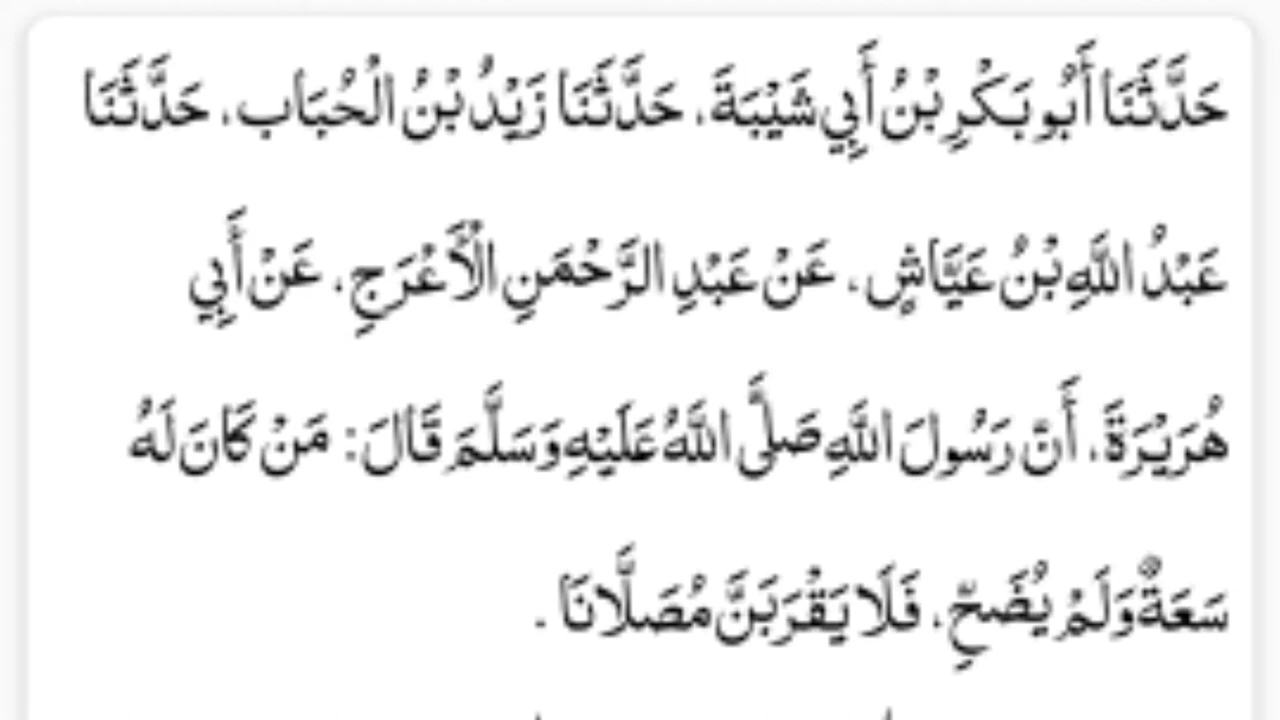 حَدَّثَنَا أَبُو بَكْرِ بْنُ أَبِي شَيْبَةَ، حَدَّثَنَا زَيْدُ بْنُ الْحُبَابِ، حَدَّثَنَا
عَبْدُ اللَّهِ بْنُ عَيَّاشٍ، عَنْ عَبْدِ الرَّحْمَنِ الْأَعْرَجِ، عَنْ أَبِي
هُرَيْرَةَ، أَنَّ رَسُولَ اللَّهِ صَلَّى اللَّهُ عَلَيْهِ وَسَلَّمَ قَالَ: مَنْ كَانَ لَهُ
سَعَةٌ وَلَمْ يُضَحِّ، فَلَا يَقْرَبَنَّ مُصَلَّانَا .